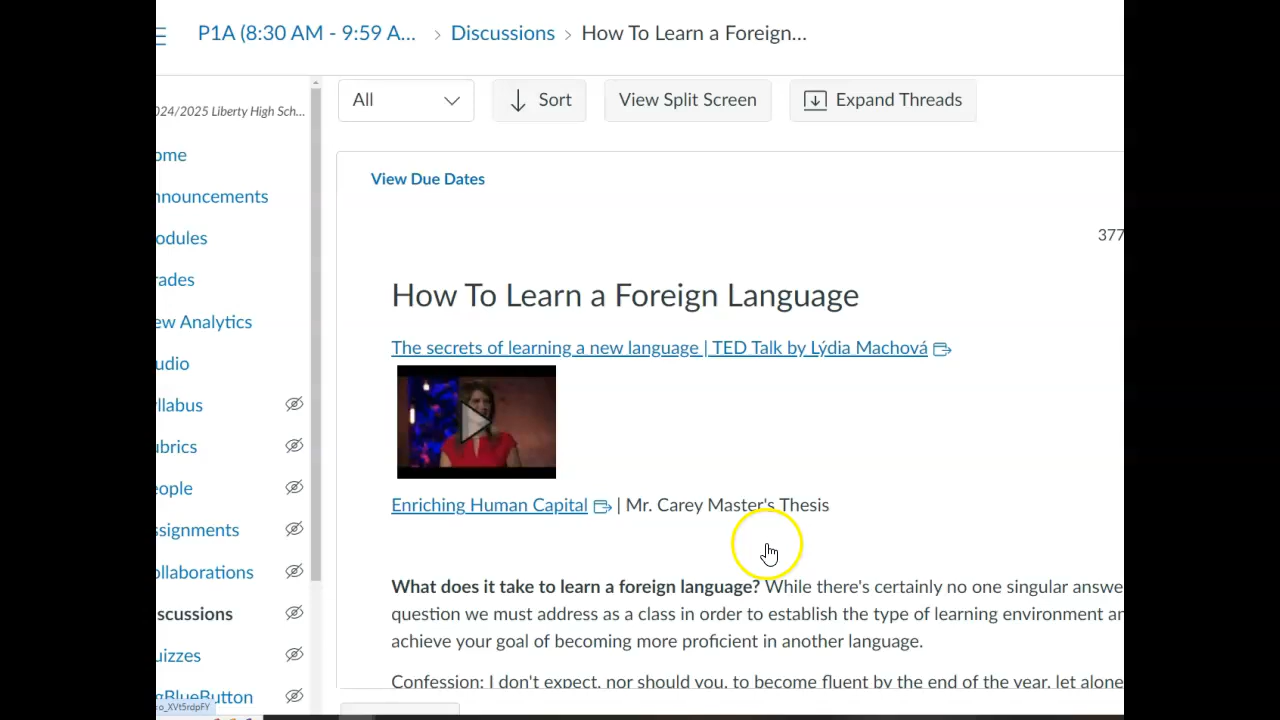 P1A (8:30 AM - 9:59 A... > Discussions > How To Learn a Foreign...
024/2025 Liberty High Sch...
ome
nnouncements
odules
rades
ew Analytics
udio
llabus
ubrics
eople
ssignments
ollaborations
scussions
uizzes
gBlueButton
o_XVt5rdpFY
All
Sort
View Split Screen
Expand Threads
View Due Dates
377
How To Learn a Foreign Language
The secrets of learning a new language | TED Talk by Lýdia Machová
Enriching Human Capital | Mr. Carey Master's Thesis
What does it take to learn a foreign language? While there's certainly no one singular answe
question we must address as a class in order to establish the type of learning environment an
achieve your goal of becoming more proficient in another language.
Confession: I don't expect, nor should you, to become fluent by the end of the year, let alone